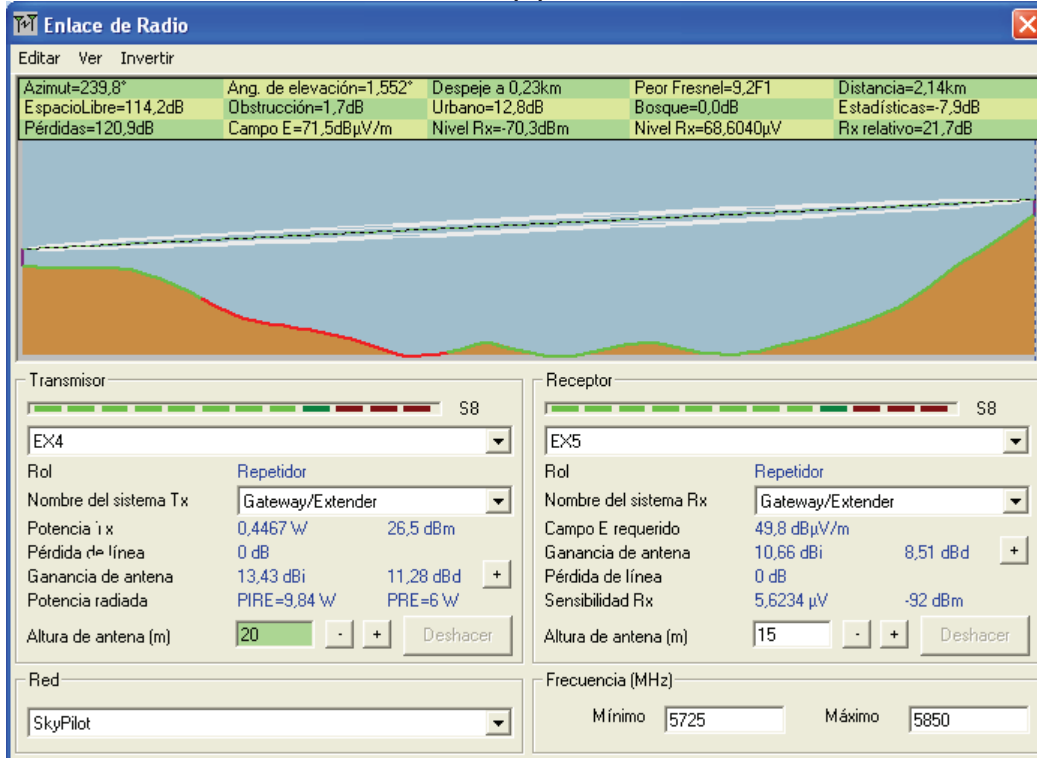 Enlace de Radio
Editar Ver Invertir
Azimut=239,8° Ang. de elevación=1,552° Despeje a 0,23km Peor Fresnel=9,2F1 Distancia=2,14km
EspacioLibre=114,2dB Obstrucción=1,7dB Urbano=12,8dB Bosque=0,0dB Estadísticas=-7,9dB
Pérdidas=120,9dB Campo E=71,5dBµV/m Nivel Rx=-70,3dBm Nivel Rx=68,6040µV Rx relativo=21,7dB
Transmisor
S8
EX4
Rol Repetidor
Nombre del sistema Tx Gateway/Extender
Potencia Tx 0,4467 W 26,5 dBm
Pérdida de línea 0 dB
Ganancia de antena 13,43 dBi 11,28 dBd +
Potencia radiada PIRE=9,84 W PRE=6 W
Altura de antena (m) 20 - + Deshacer
Red
SkyPilot
Receptor
S8
EX5
Rol Repetidor
Nombre del sistema Rx Gateway/Extender
Campo E requerido 49,8 dBµV/m
Ganancia de antena 10,66 dBi 8,51 dBd +
Pérdida de línea 0 dB
Sensibilidad Rx 5,6234 µV -92 dBm
Altura de antena (m) 15 - + Deshacer
Frecuencia (MHz)
Mínimo 5725 Máximo 5850